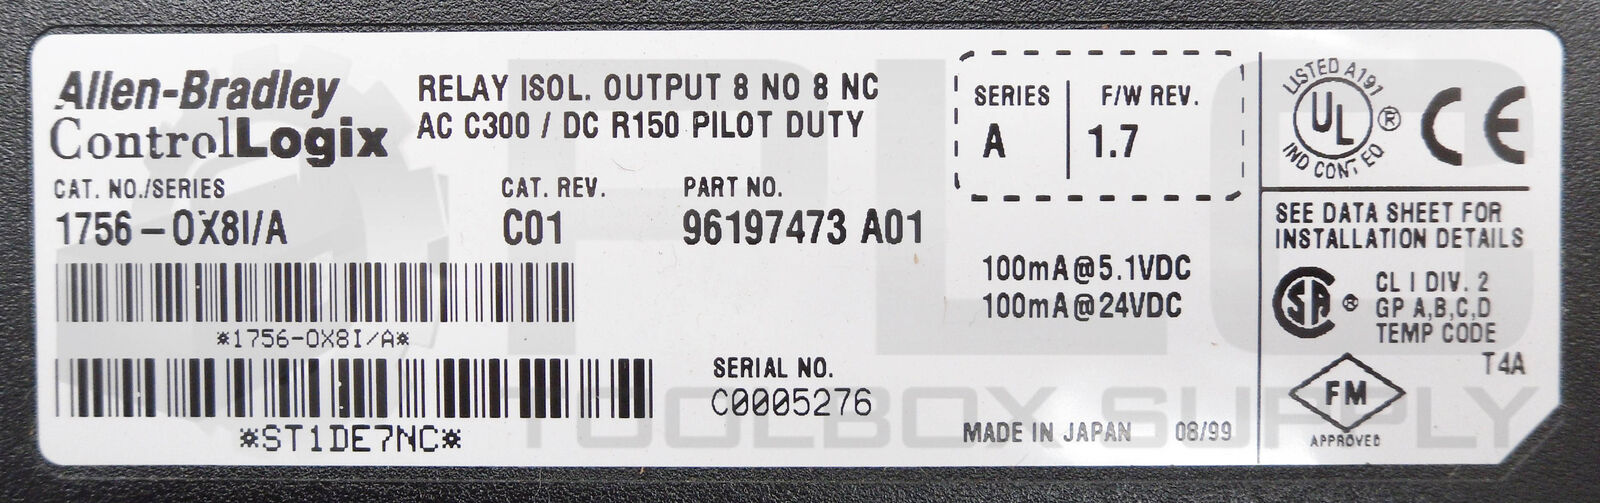 Allen-Bradley
ControlLogix
RELAY ISOL. OUTPUT 8 NO 8 NC
AC C300 / DC R150 PILOT DUTY
CAT. NO./SERIES
1756-OX8I/A
CAT. REV.
C01
PART NO.
96197473 A01
*1756-OX8I/A*
*ST1DE7NC*
SERIAL NO.
C0005276
SERIES
A
F/W REV.
1.7
100mA@5.1VDC
100mA@24VDC
MADE IN JAPAN 08/99
LISTED A191
UL ®
IND CONT. EQ
CE
SEE DATA SHEET FOR
INSTALLATION DETAILS
SA ®
CL I DIV. 2
GP A,B,C,D
TEMP CODE
T4A
FM
APPROVED
PLC
TOOLBOX SUPPLY